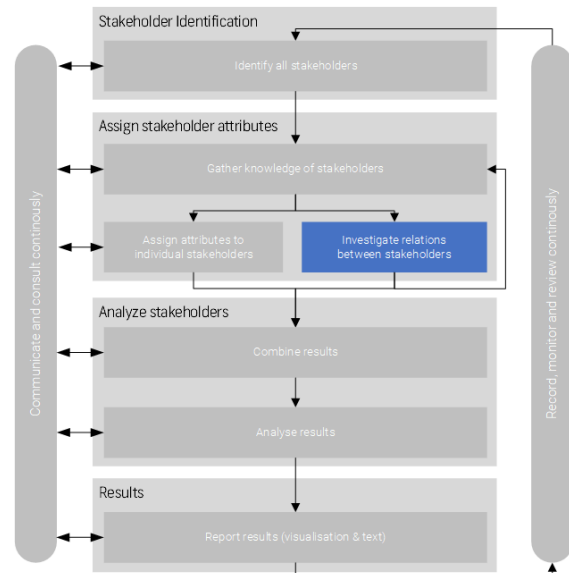 Stakeholder Identification
Identify all stakeholders
Assign stakeholder attributes
Gather knowledge of stakeholders
Assign attributes to
individual stakeholders
Investigate relations
between stakeholders
Analyze stakeholders
Combine results
Analyse results
Results
Report results (visualisation & text)
Communicate and consult continously
Record, monitor and review continously